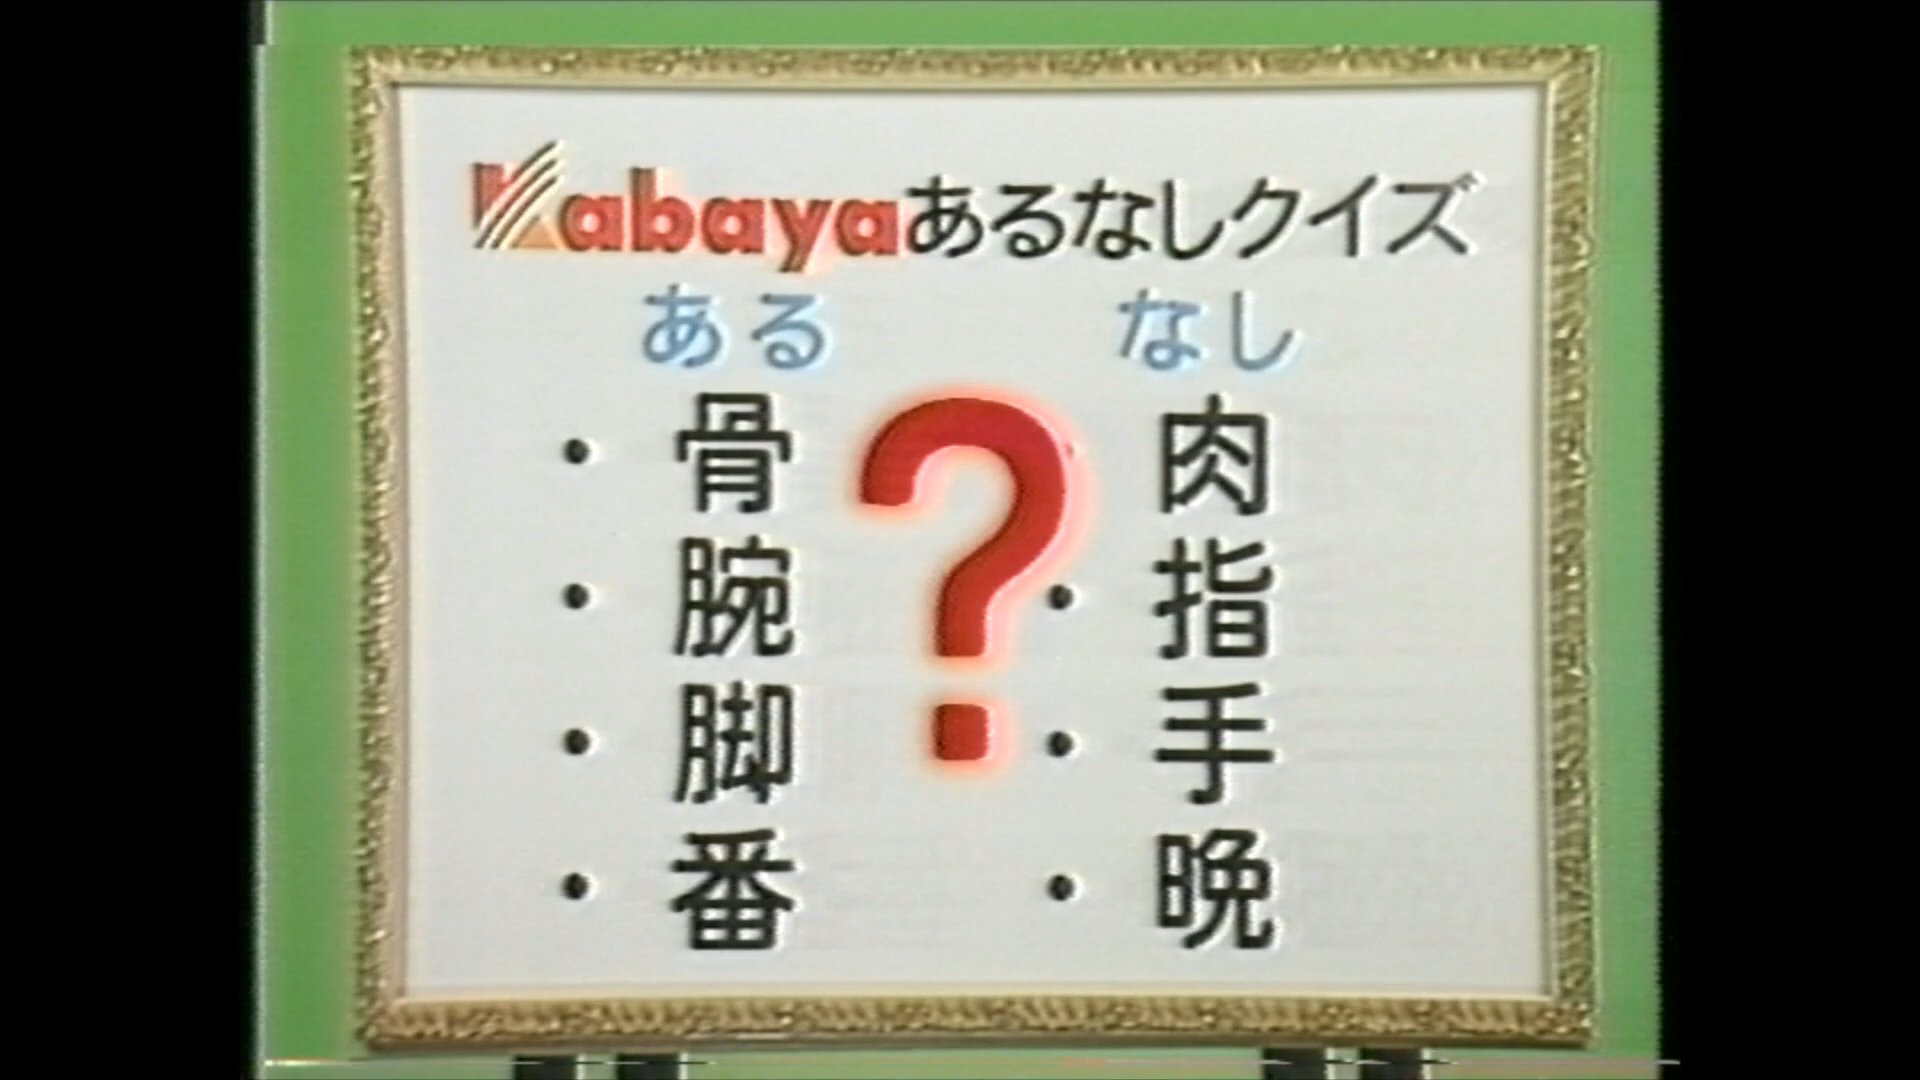 Kabayaあるなしクイズ
ある なし
・骨 ・肉
?
・腕 ・指
・脚 ・手
・番 ・晩